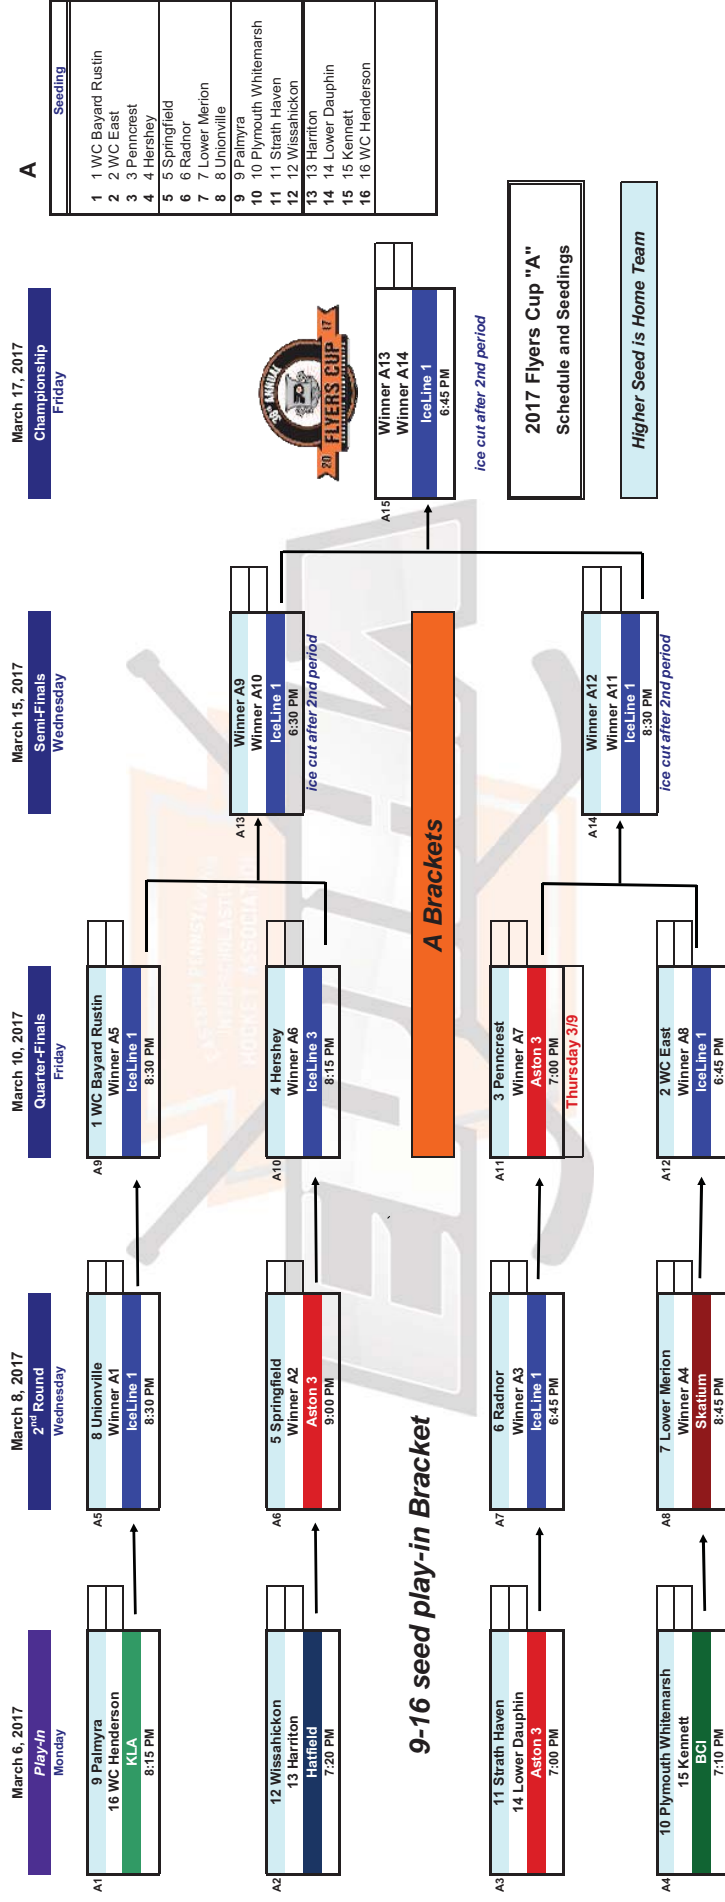 March 6, 2017
Play-In
Monday
A1
9 Palmyra
16 WC Henderson
KLA
8:15 PM
A2
12 Wissahickon
13 Harriton
Hatfield
7:20 PM
9-16 seed play-in Bracket
A3
11 Strath Haven
14 Lower Dauphin
Aston 3
7:00 PM
A4
10 Plymouth Whitemarsh
15 Kennett
BCI
7:10 PM
March 8, 2017
2nd Round
Wednesday
A5
8 Unionville
Winner A1
IceLine 1
8:30 PM
A6
5 Springfield
Winner A2
Aston 3
9:00 PM
A7
6 Radnor
Winner A3
IceLine 1
6:45 PM
A8
7 Lower Merion
Winner A4
Skatium
8:45 PM
March 10, 2017
Quarter-Finals
Friday
A9
1 WC Bayard Rustin
Winner A5
IceLine 1
8:30 PM
A10
4 Hershey
Winner A6
IceLine 3
8:15 PM
A Brackets
A11
3 Penncrest
Winner A7
Aston 3
7:00 PM
Thursday 3/9
A12
2 WC East
Winner A8
IceLine 1
6:45 PM
March 15, 2017
Semi-Finals
Wednesday
A13
Winner A9
Winner A10
IceLine 1
6:30 PM
ice cut after 2nd period
A14
Winner A12
Winner A11
IceLine 1
8:30 PM
ice cut after 2nd period
March 17, 2017
Championship
Friday
38th ANNUAL
20 FLYERS CUP 17
A15
Winner A13
Winner A14
IceLine 1
6:45 PM
ice cut after 2nd period
2017 Flyers Cup "A"
Schedule and Seedings
Higher Seed is Home Team
A
Seeding
1 1 WC Bayard Rustin
2 2 WC East
3 3 Penncrest
4 4 Hershey
5 5 Springfield
6 6 Radnor
7 7 Lower Merion
8 8 Unionville
9 9 Palmyra
10 10 Plymouth Whitemarsh
11 11 Strath Haven
12 12 Wissahickon
13 13 Harriton
14 14 Lower Dauphin
15 15 Kennett
16 16 WC Henderson